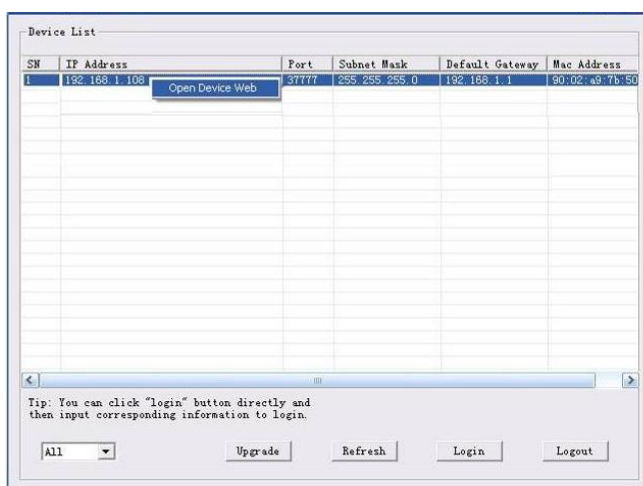 Device List
SN IP Address Port Subnet Mask Default Gateway Mac Address
1 192.168.1.108 37777 255.255.255.0 192.168.1.1 90:02:a9:7b:50
Open Device Web
Tip: You can click "login" button directly and
then input corresponding information to login.
All Upgrade Refresh Login Logout